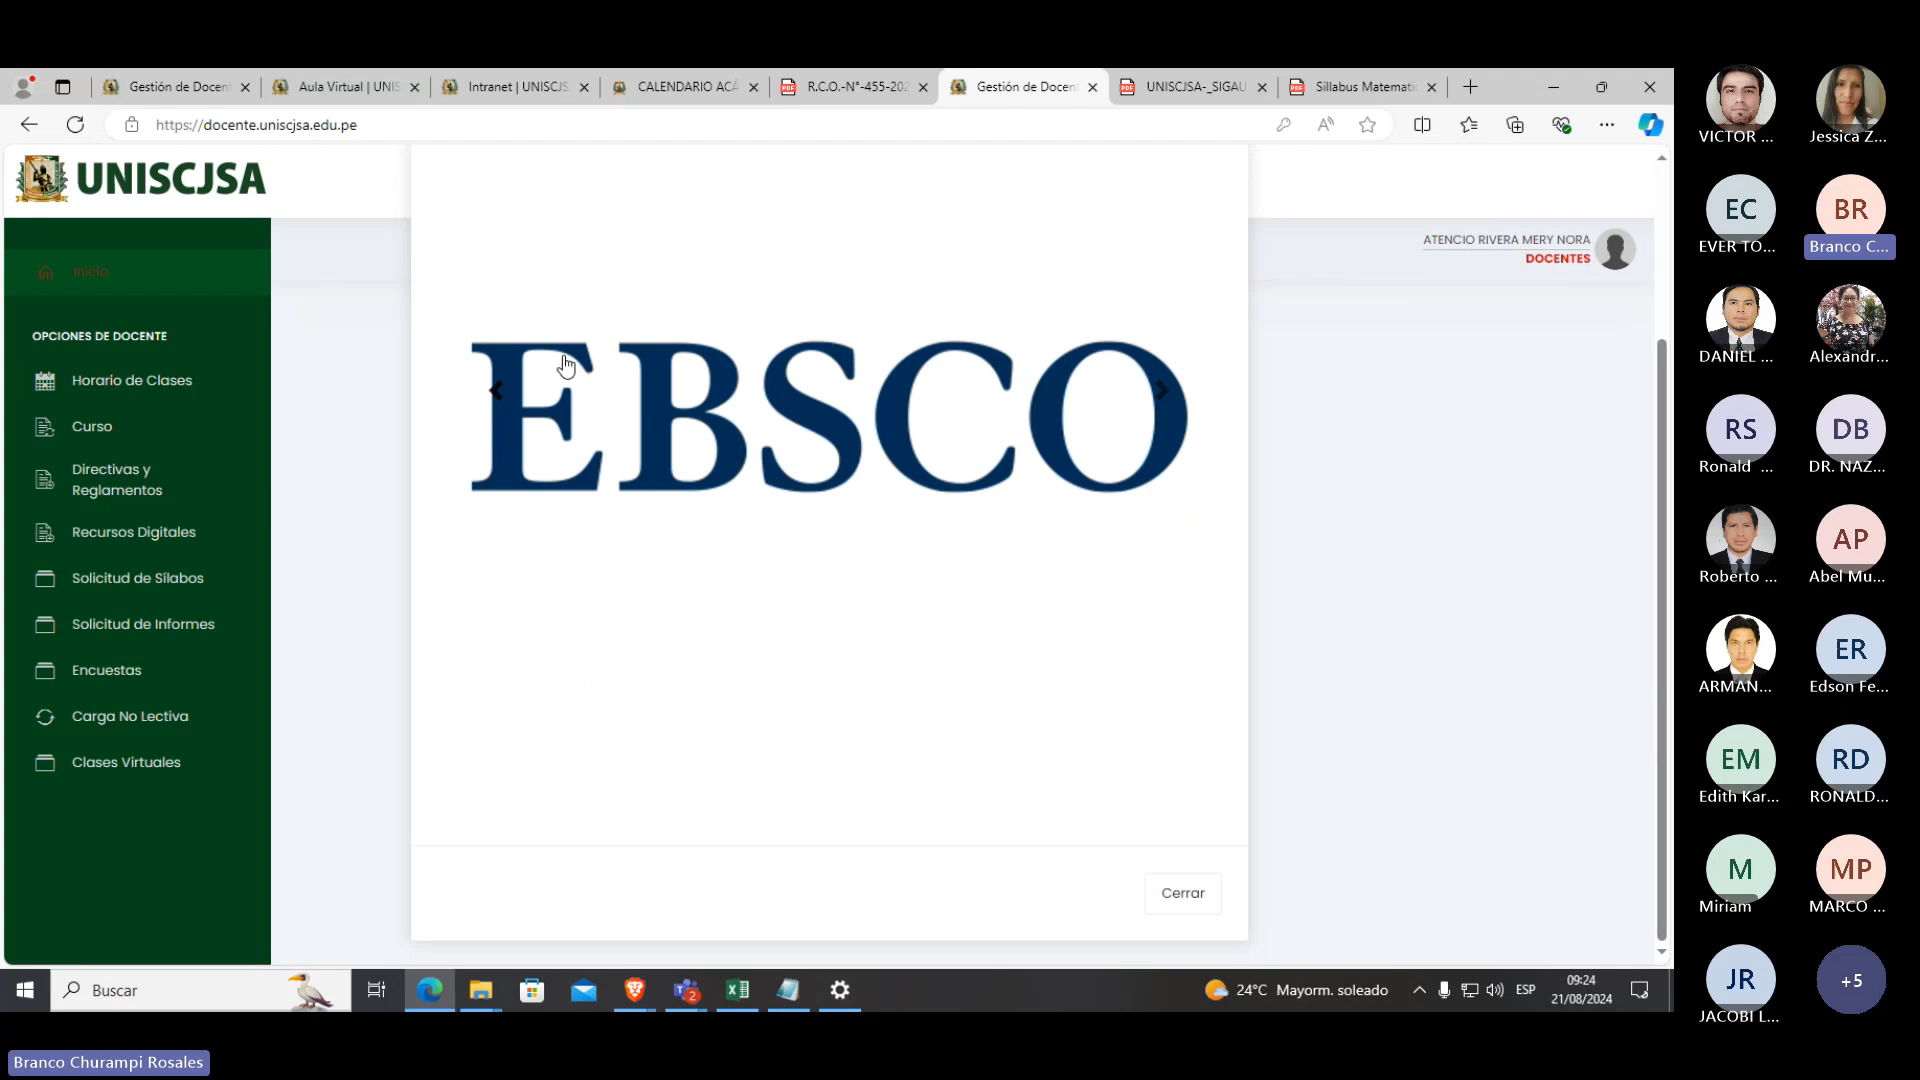 Gestión de Docen
Aula Virtual | UNIS
Intranet | UNISCJS
CALENDARIO ACÁ
R.C.O.-N°-455-202
Gestión de Docen
UNISCJSA-_SIGAU
Sillabus Matemati
https://docente.uniscjsa.edu.pe
UNISCJSA
ATENCIO RIVERA MERY NORA
DOCENTES
Inicio
OPCIONES DE DOCENTE
Horario de Clases
Curso
Directivas y
Reglamentos
Recursos Digitales
Solicitud de Sílabos
Solicitud de Informes
Encuestas
Carga No Lectiva
Clases Virtuales
EBSCO
Cerrar
Buscar
2
24°C Mayorm. soleado
ESP
09:24
21/08/2024
VICTOR ...
Jessica Z...
EC
EVER TO...
BR
Branco C...
DANIEL ...
Alexandr...
RS
Ronald ...
DB
DR. NAZ...
Roberto ...
AP
Abel Mu...
ARMAN...
ER
Edson Fe...
EM
Edith Kar...
RD
RONALD...
M
Miriam
MP
MARCO ...
JR
JACOBI L...
+5
Branco Churampi Rosales